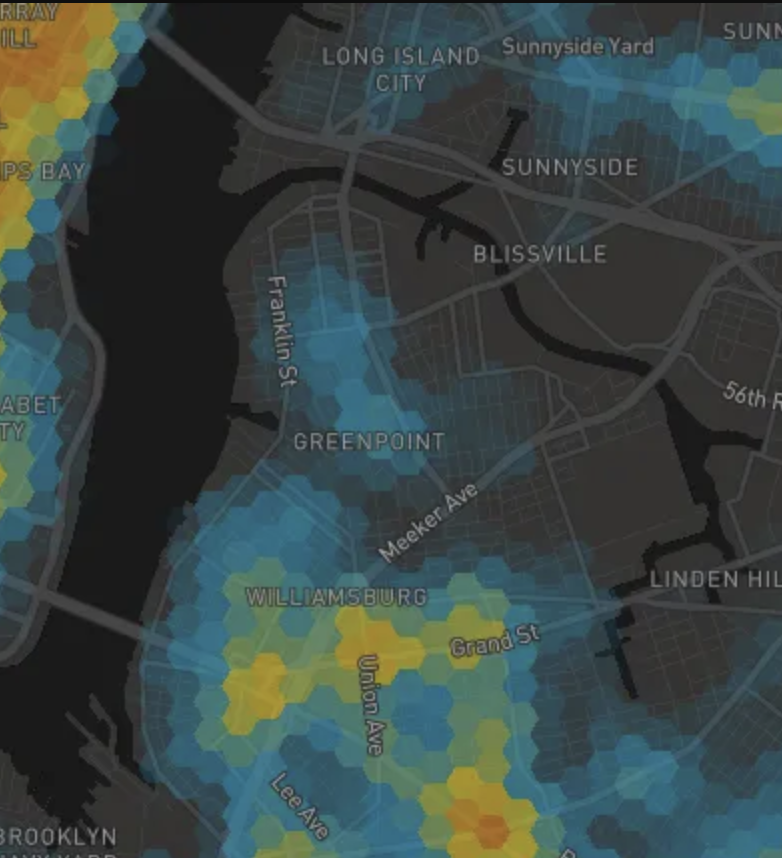 RRAY
ILL
LONG ISLAND
CITY
Sunnyside Yard
SUNN
PS BAY
SUNNYSIDE
BLISSVILLE
Franklin St
56th R
ABET
TY
GREENPOINT
Meeker Ave
LINDEN HIL
WILLIAMSBURG
Grand St
Union Ave
Lee Ave
BROOKLYN